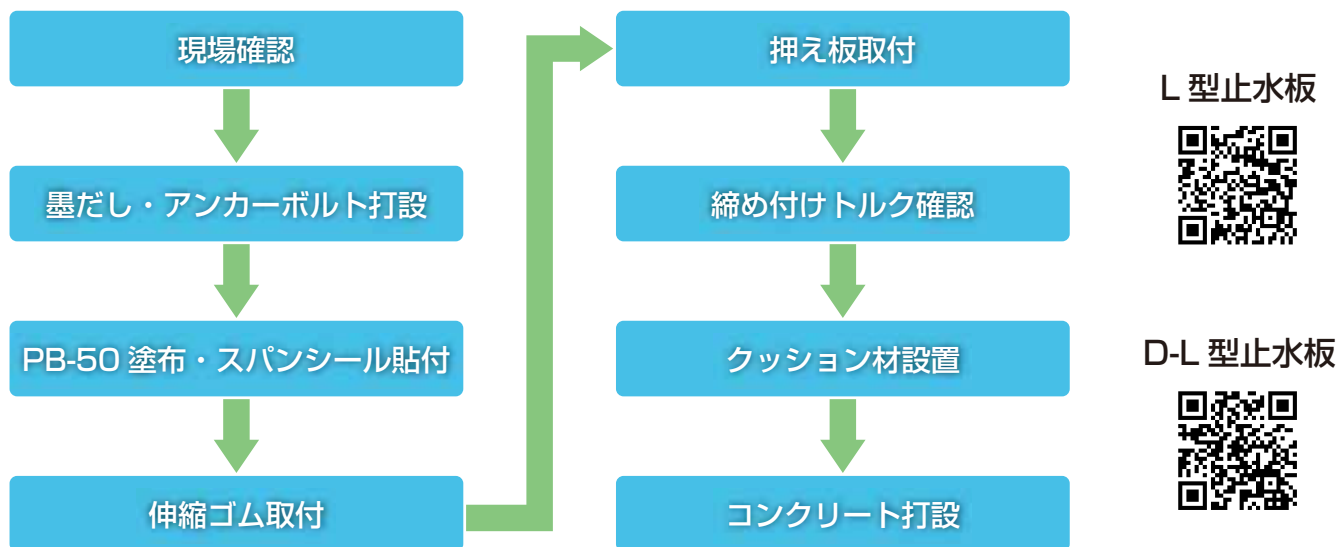 現場確認
墨だし・アンカーボルト打設
PB-50 塗布・スパンシール貼付
伸縮ゴム取付
押え板取付
締め付けトルク確認
クッション材設置
コンクリート打設
L 型止水板
D-L 型止水板